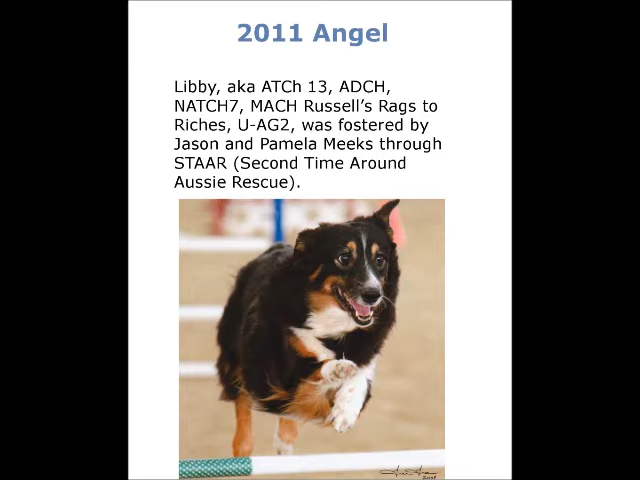 2011 Angel
Libby, aka ATCh 13, ADCH,
NATCH7, MACH Russell’s Rags to
Riches, U-AG2, was fostered by
Jason and Pamela Meeks through
STAAR (Second Time Around
Aussie Rescue).